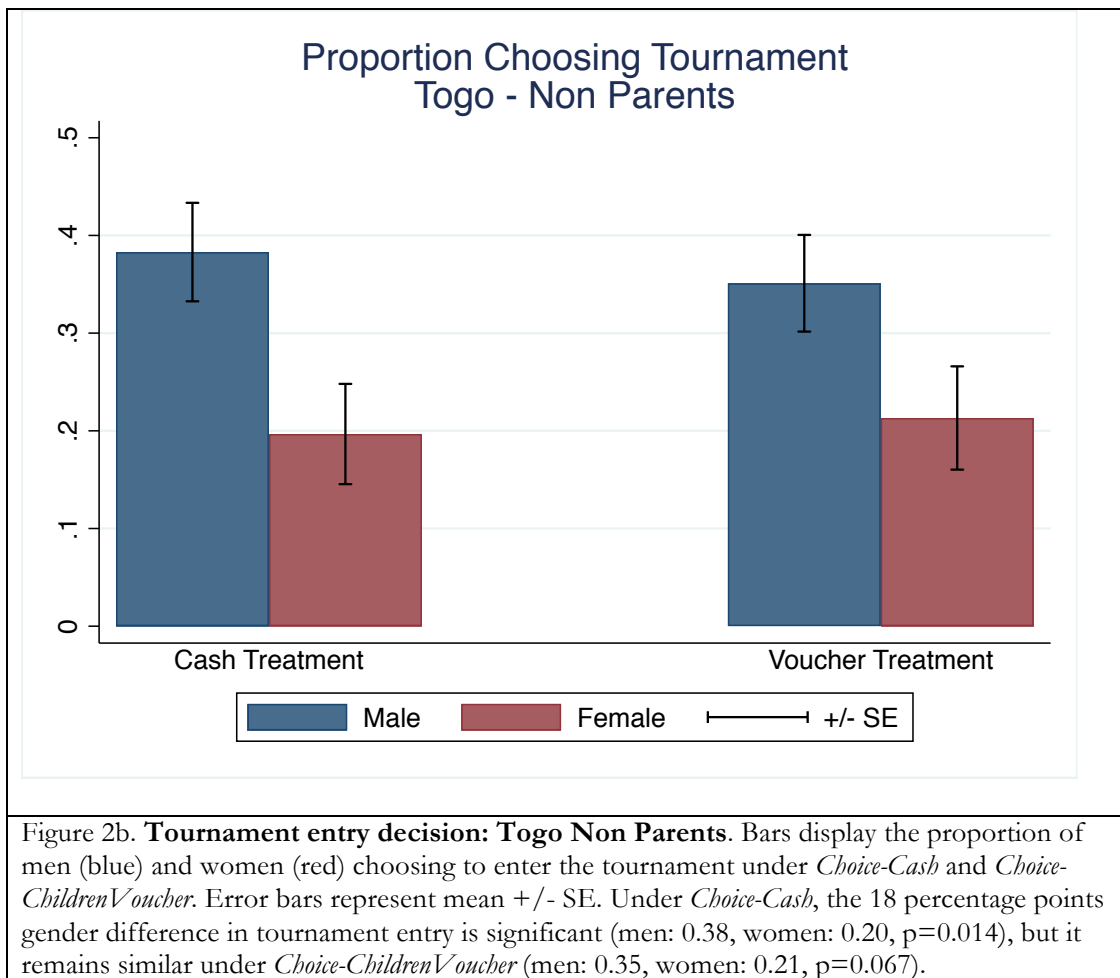 Proportion Choosing Tournament
Togo - Non Parents
.5
.4
.3
.2
.1
0
Cash Treatment
Voucher Treatment
Male
Female
+/- SE
Figure 2b. Tournament entry decision: Togo Non Parents. Bars display the proportion of
men (blue) and women (red) choosing to enter the tournament under Choice-Cash and Choice-
ChildrenVoucher. Error bars represent mean +/- SE. Under Choice-Cash, the 18 percentage points
gender difference in tournament entry is significant (men: 0.38, women: 0.20, p=0.014), but it
remains similar under Choice-ChildrenVoucher (men: 0.35, women: 0.21, p=0.067).